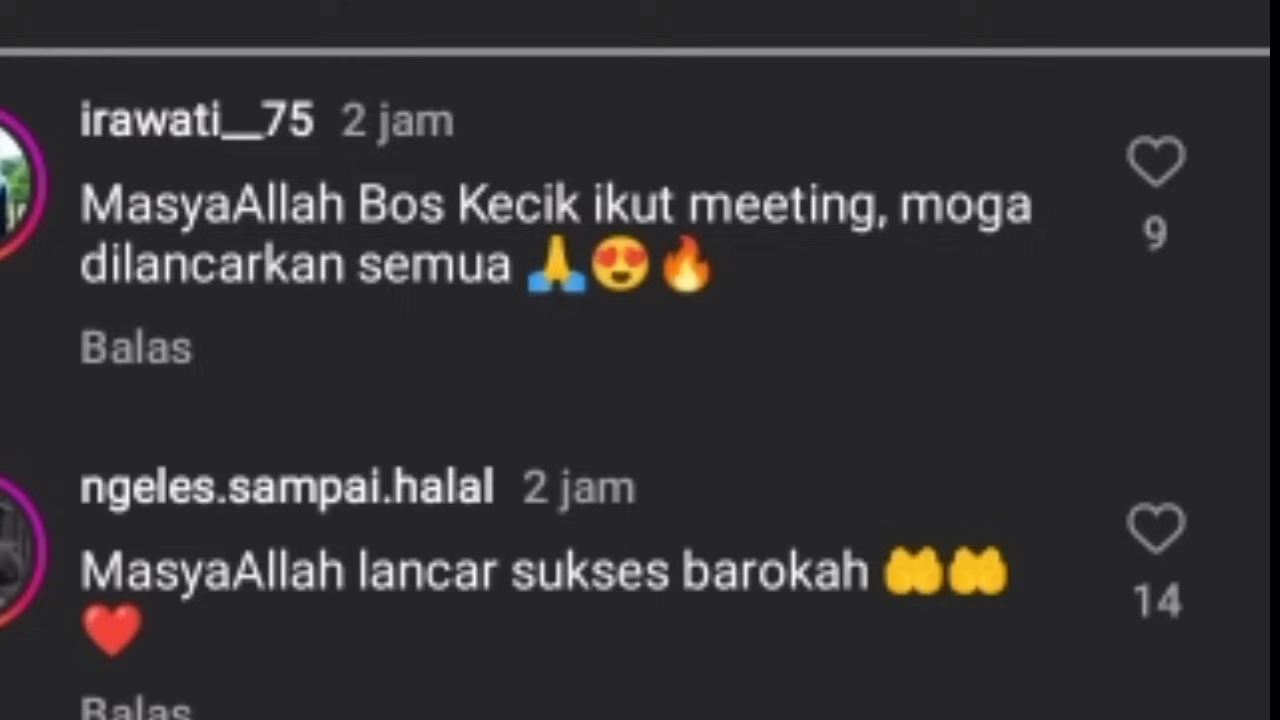 irawati__75 2 jam
MasyaAllah Bos Kecik ikut meeting, moga
dilancarkan semua 🙏😍🔥
9
Balas
ngeles.sampai.halal 2 jam
MasyaAllah lancar sukses barokah 🤲🤲
❤️
14
Balas